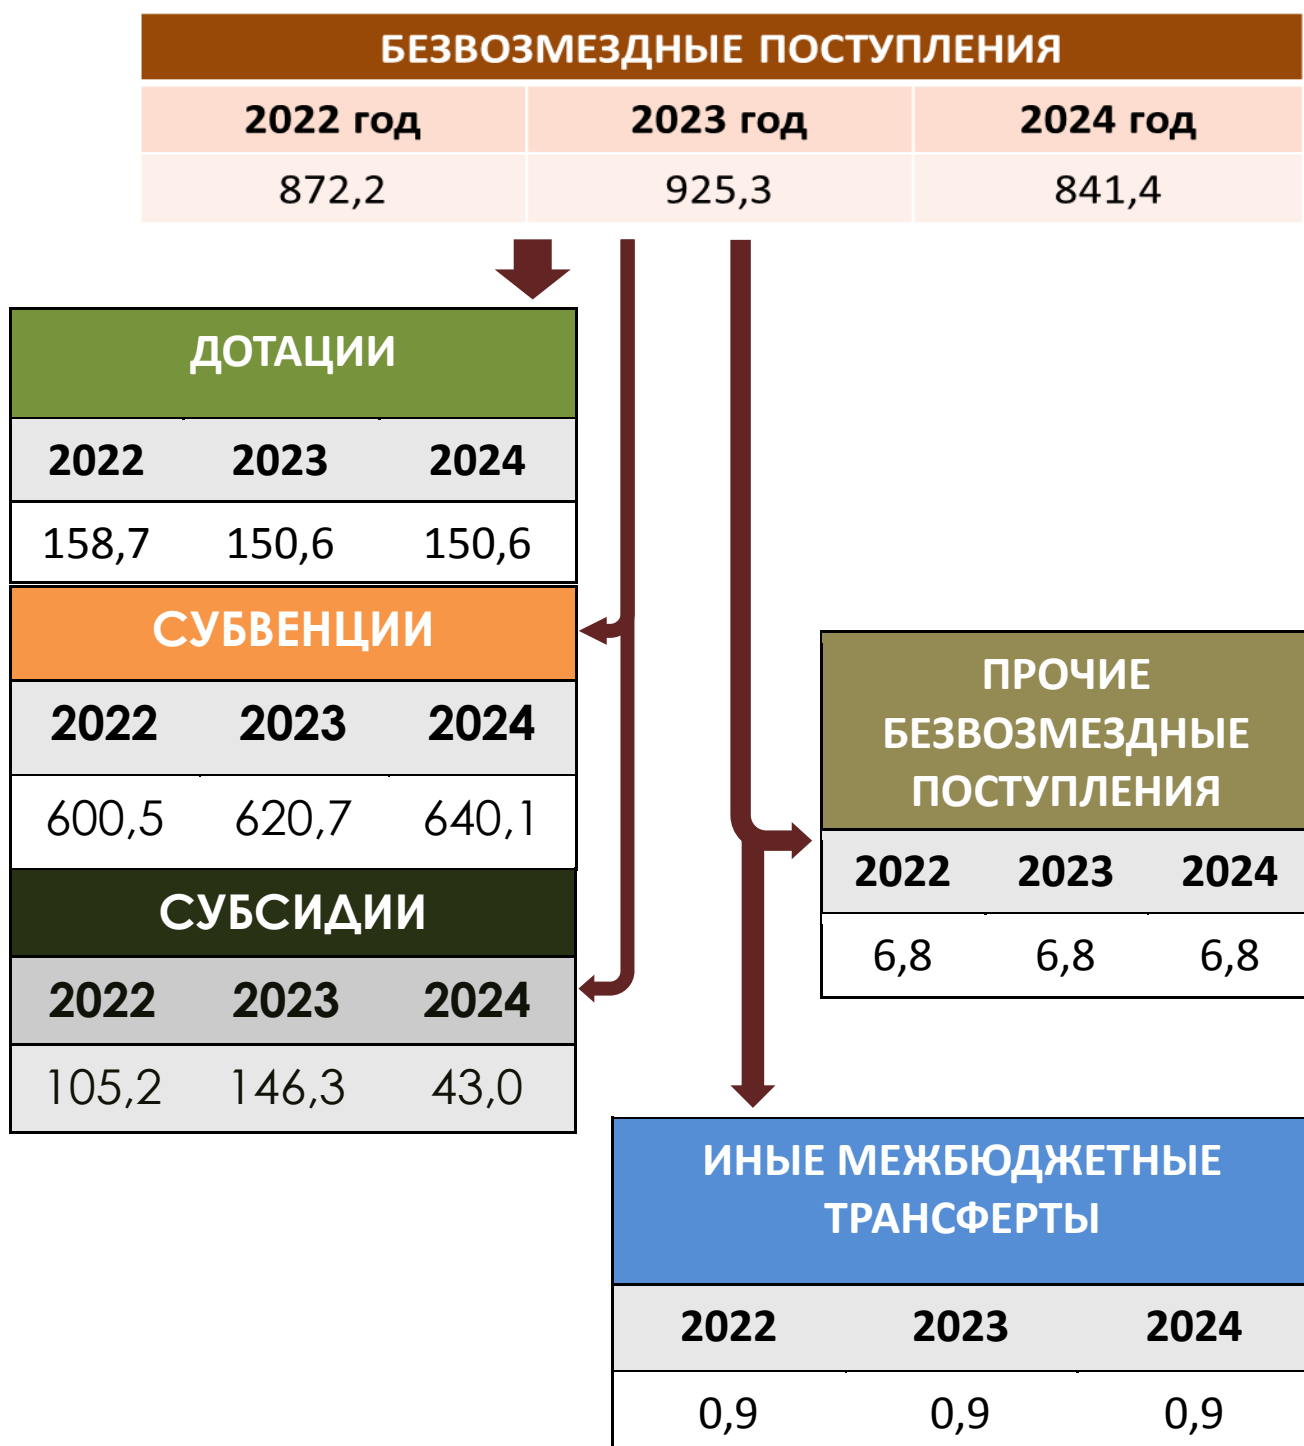 БЕЗВОЗМЕЗДНЫЕ ПОСТУПЛЕНИЯ
2022 год 2023 год 2024 год
872,2 925,3 841,4
ДОТАЦИИ
2022 2023 2024
158,7 150,6 150,6
СУБВЕНЦИИ
2022 2023 2024
600,5 620,7 640,1
СУБСИДИИ
2022 2023 2024
105,2 146,3 43,0
ПРОЧИЕ
БЕЗВОЗМЕЗДНЫЕ
ПОСТУПЛЕНИЯ
2022 2023 2024
6,8 6,8 6,8
ИНЫЕ МЕЖБЮДЖЕТНЫЕ
ТРАНСФЕРТЫ
2022 2023 2024
0,9 0,9 0,9